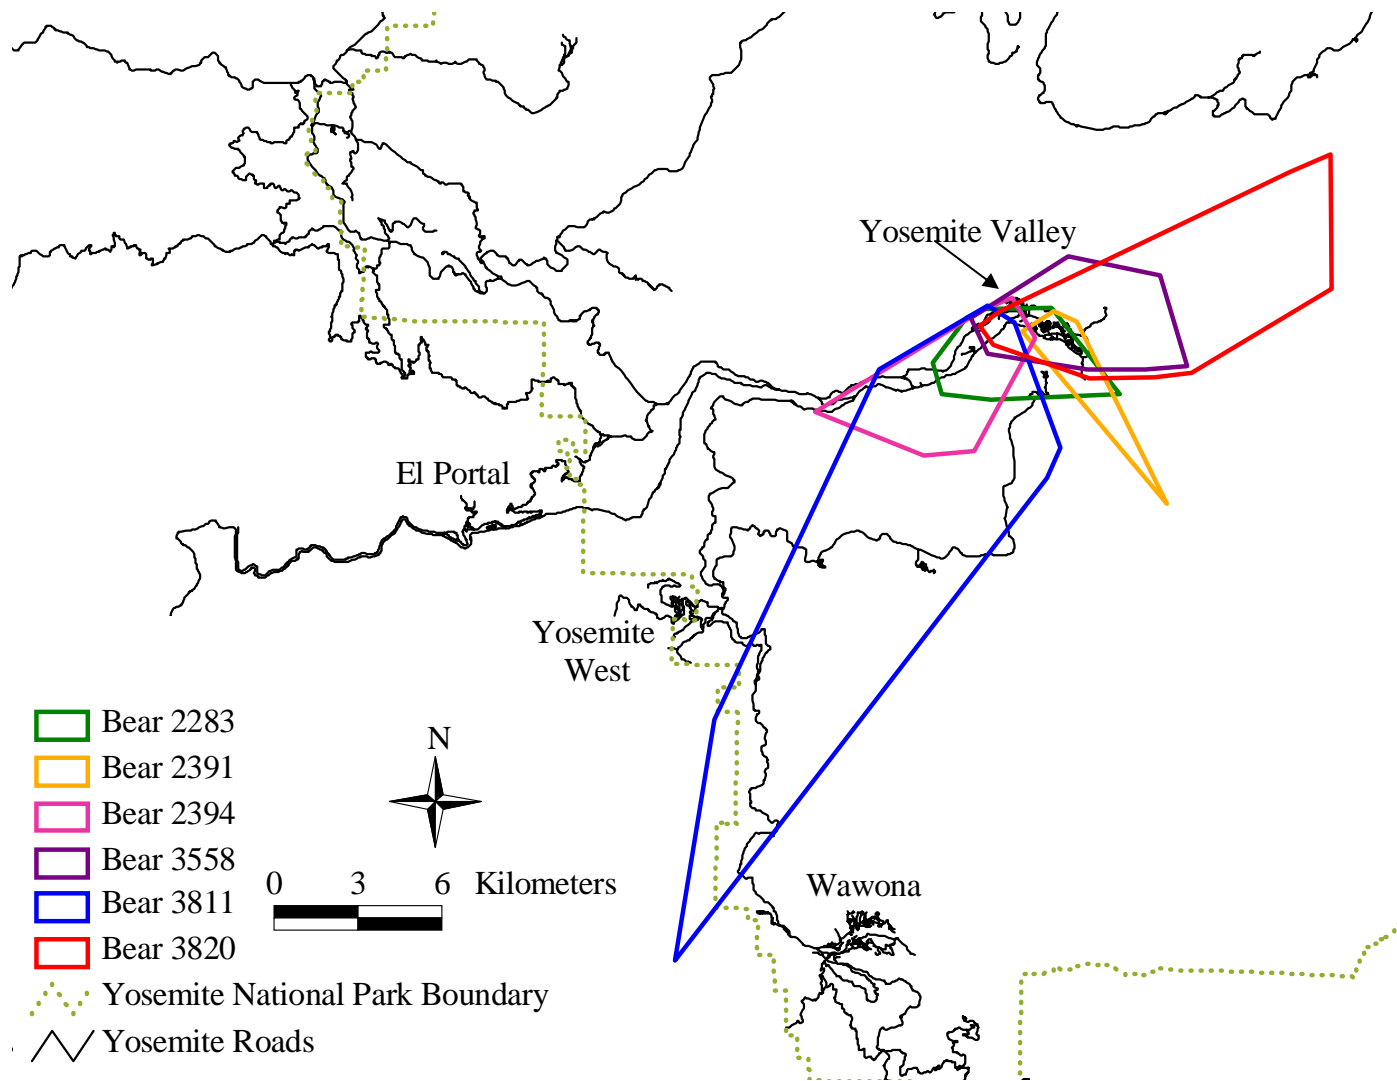 Yosemite Valley
El Portal
Yosemite
West
Bear 2283
Bear 2391
Bear 2394
Bear 3558
Bear 3811
Bear 3820
Yosemite National Park Boundary
Yosemite Roads
N
0 3 6 Kilometers
Wawona